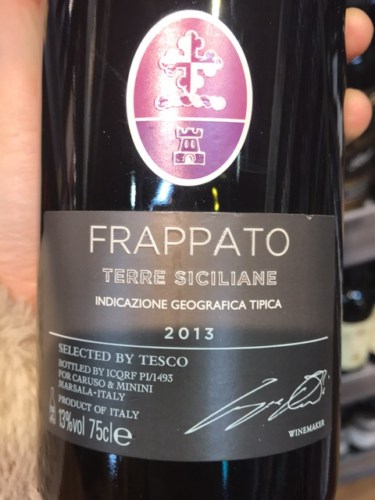 FRAPPATO
TERRE SICILIANE
INDICAZIONE GEOGRAFICA TIPICA
2013
SELECTED BY TESCO
BOTTLED BY ICQRF PI/1493
FOR CARUSO & MININI
MARSALA-ITALY
PRODUCT OF ITALY
13%vol 75cl℮
WINEMAKER